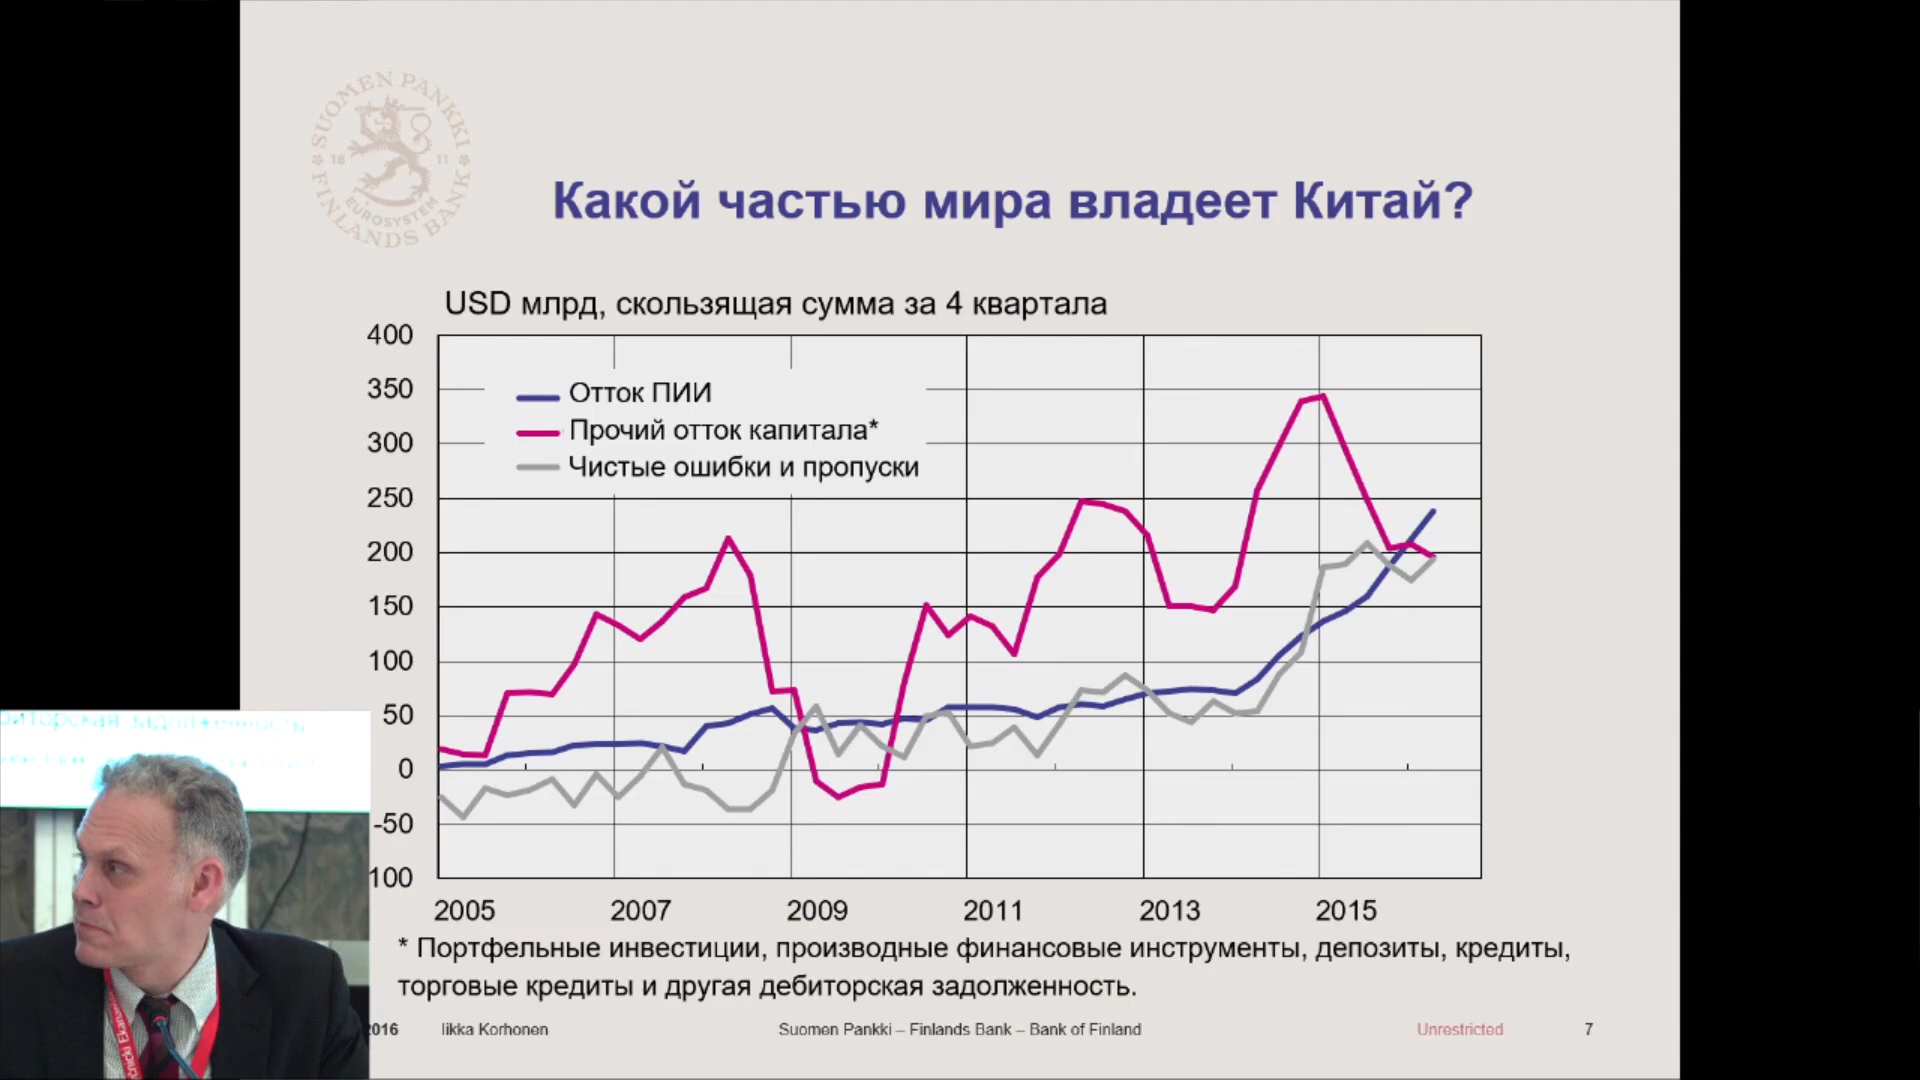 SUOMEN PANKKI
18 11
EUROSYSTEM
FINLANDS BANK
Какой частью мира владеет Китай?
USD млрд, скользящая сумма за 4 квартала
400
350
300
250
200
150
100
50
0
-50
100
Отток ПИИ
Прочий отток капитала*
Чистые ошибки и пропуски
2005 2007 2009 2011 2013 2015
* Портфельные инвестиции, производные финансовые инструменты, депозиты, кредиты,
торговые кредиты и другая дебиторская задолженность.
2016 Iikka Korhonen Suomen Pankki – Finlands Bank – Bank of Finland Unrestricted 7
задолженность